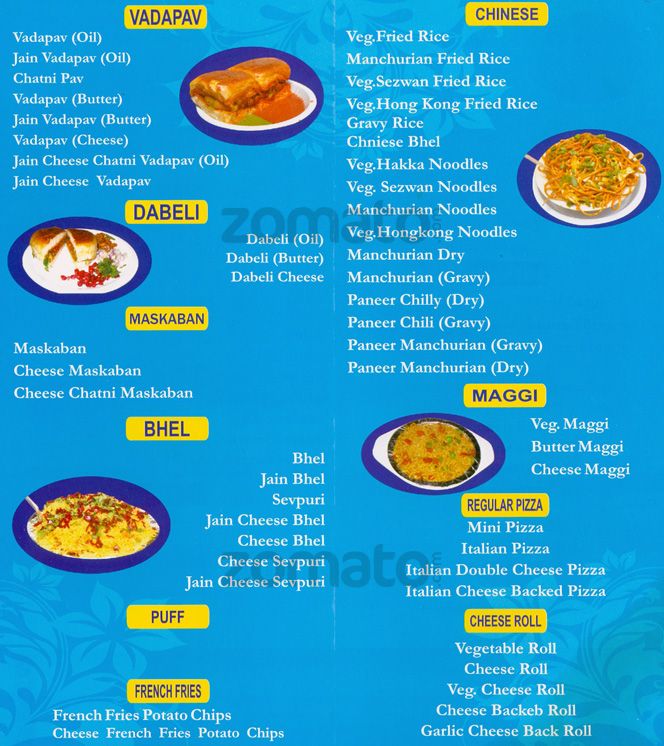 VADAPAV
Vadapav (Oil)
Jain Vadapav (Oil)
Chatni Pav
Vadapav (Butter)
Jain Vadapav (Butter)
Vadapav (Cheese)
Jain Cheese Chatni Vadapav (Oil)
Jain Cheese Vadapav
DABELI
Dabeli (Oil)
Dabeli (Butter)
Dabeli Cheese
MASKABAN
Maskaban
Cheese Maskaban
Cheese Chatni Maskaban
BHEL
Bhel
Jain Bhel
Sevpuri
Jain Cheese Bhel
Cheese Bhel
Cheese Sevpuri
Jain Cheese Sevpuri
PUFF
FRENCH FRIES
French Fries Potato Chips
Cheese French Fries Potato Chips
CHINESE
Veg.Fried Rice
Manchurian Fried Rice
Veg.Sezwan Fried Rice
Veg.Hong Kong Fried Rice
Gravy Rice
Chniese Bhel
Veg.Hakka Noodles
Veg. Sezwan Noodles
Manchurian Noodles
Veg.Hongkong Noodles
Manchurian Dry
Manchurian (Gravy)
Paneer Chilly (Dry)
Paneer Chili (Gravy)
Paneer Manchurian (Gravy)
Paneer Manchurian (Dry)
MAGGI
Veg. Maggi
Butter Maggi
Cheese Maggi
REGULAR PIZZA
Mini Pizza
Italian Pizza
Italian Double Cheese Pizza
Italian Cheese Backed Pizza
CHEESE ROLL
Vegetable Roll
Cheese Roll
Veg. Cheese Roll
Cheese Backeb Roll
Garlic Cheese Back Roll
zomato.com
zomato.com